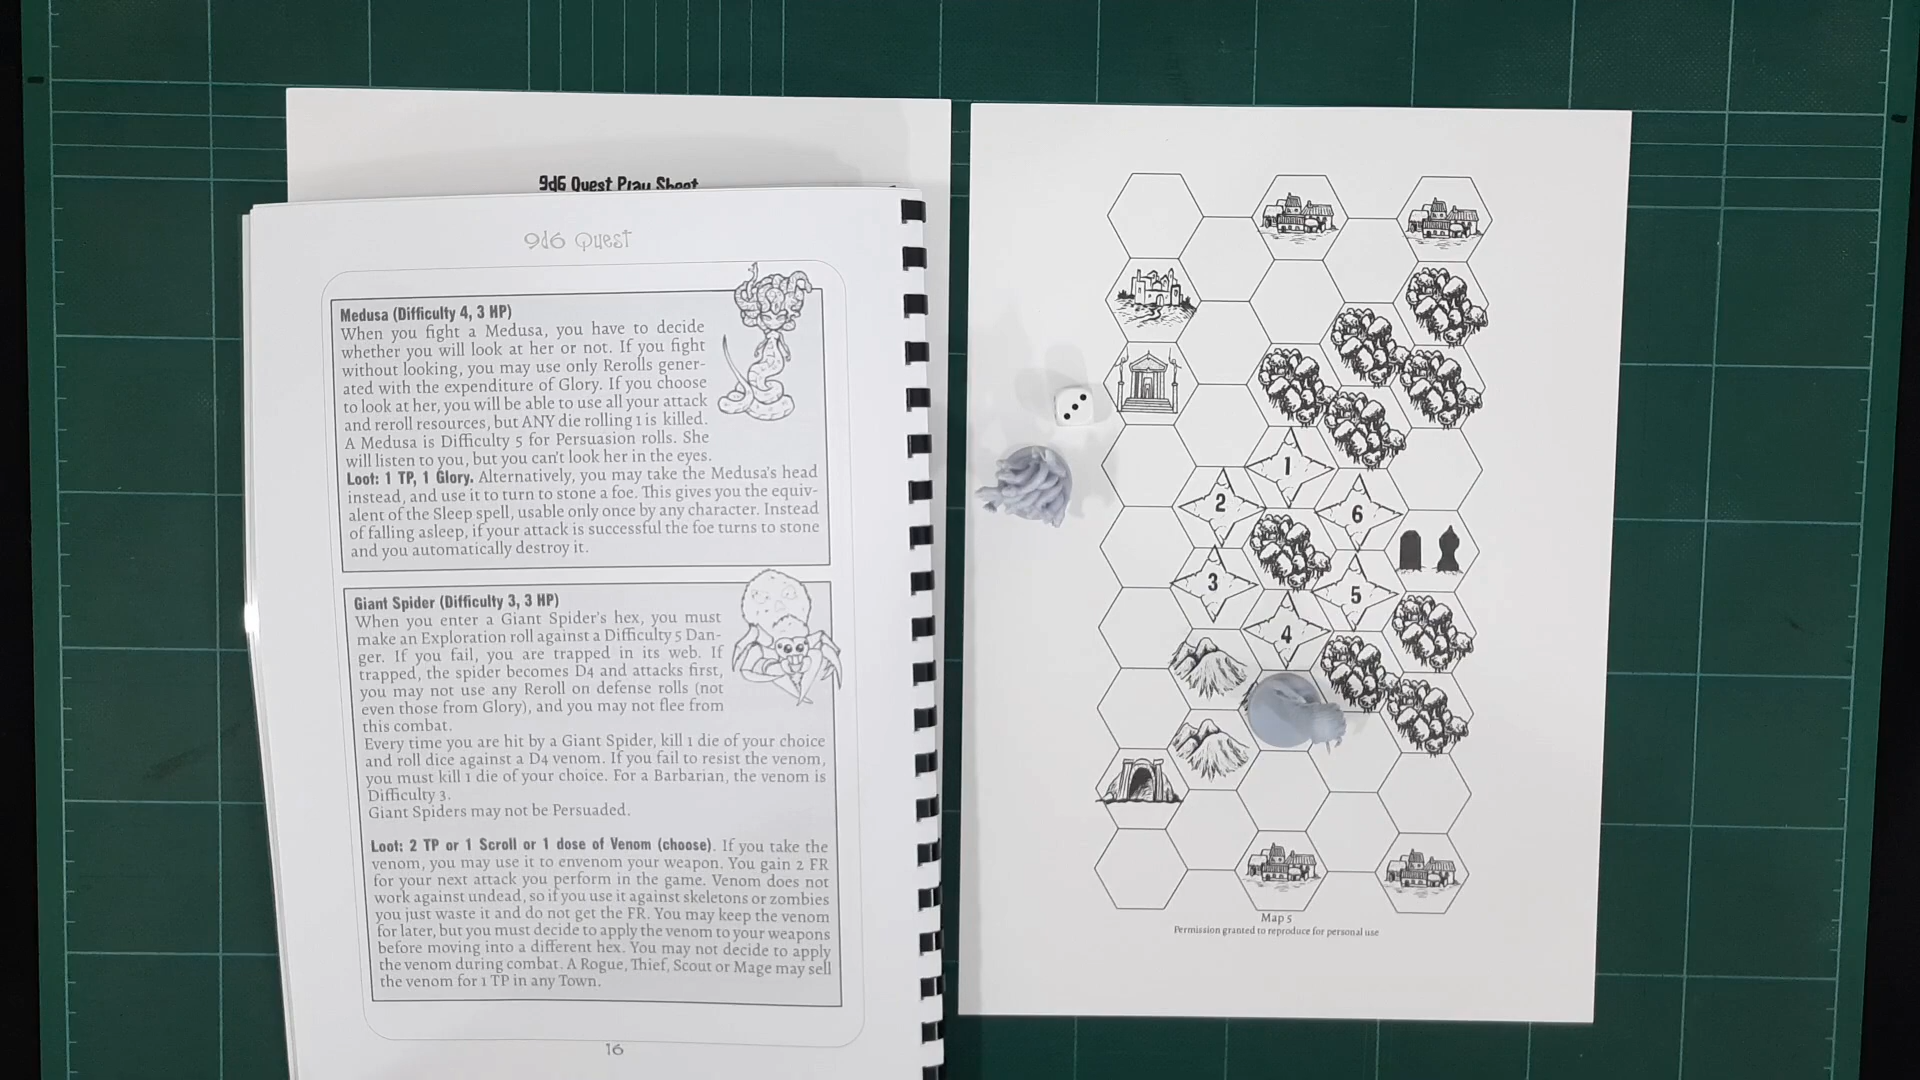 9d6 Quest Play Sheet
9d6 Quest
Medusa (Difficulty 4, 3 HP)
When you fight a Medusa, you have to decide
whether you will look at her or not. If you fight
without looking, you may use only Rerolls gener-
ated with the expenditure of Glory. If you choose
to look at her, you will be able to use all your attack
and reroll resources, but ANY die rolling 1 is killed.
A Medusa is Difficulty 5 for Persuasion rolls. She
will listen to you, but you can't look her in the eyes.
Loot: 1 TP, 1 Glory. Alternatively, you may take the Medusa's head
instead, and use it to turn to stone a foe. This gives you the equiv-
alent of the Sleep spell, usable only once by any character. Instead
of falling asleep, if your attack is successful the foe turns to stone
and you automatically destroy it.
Giant Spider (Difficulty 3, 3 HP)
When you enter a Giant Spider's hex, you must
make an Exploration roll against a Difficulty 5 Dan-
ger. If you fail, you are trapped in its web. If
trapped, the spider becomes D4 and attacks first,
you may not use any Reroll on defense rolls (not
even those from Glory), and you may not flee from
this combat.
Every time you are hit by a Giant Spider, kill 1 die of your choice
and roll dice against a D4 venom. If you fail to resist the venom,
you must kill 1 die of your choice. For a Barbarian, the venom is
Difficulty 3.
Giant Spiders may not be Persuaded.
Loot: 2 TP or 1 Scroll or 1 dose of Venom (choose). If you take the
venom, you may use it to envenom your weapon. You gain 2 FR
for your next attack you perform in the game. Venom does not
work against undead, so if you use it against skeletons or zombies
you just waste it and do not get the FR. You may keep the venom
for later, but you must decide to apply the venom to your weapons
before moving into a different hex. You may not decide to apply
the venom during combat. A Rogue, Thief, Scout or Mage may sell
the venom for 1 TP in any Town.
16
1
2
6
3
5
4
Map 5
Permission granted to reproduce for personal use